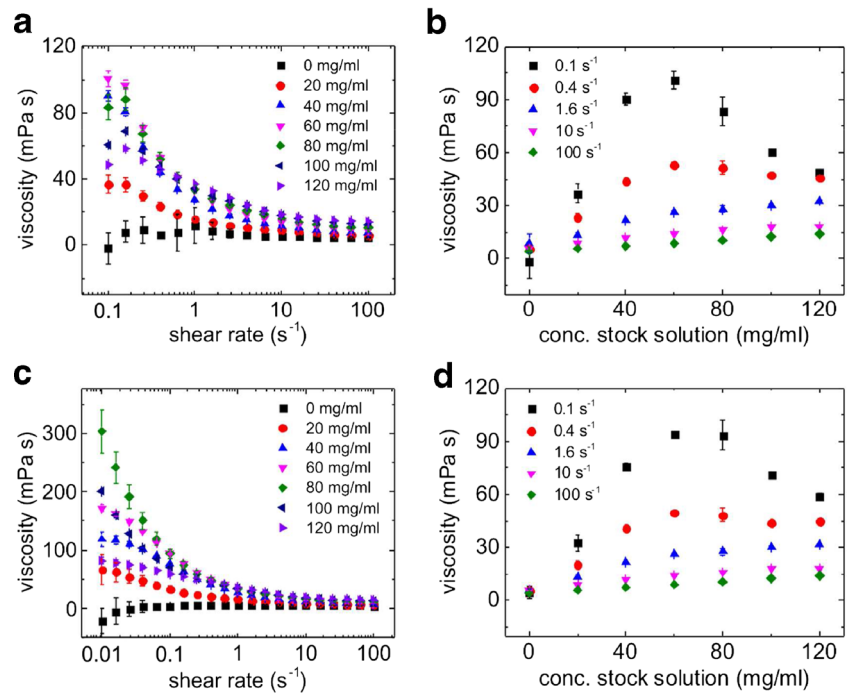 a
120
80
40
0
viscosity (mPa s)
0 mg/ml
20 mg/ml
40 mg/ml
60 mg/ml
80 mg/ml
100 mg/ml
120 mg/ml
0.1
1
10
100
shear rate (s⁻¹)
b
120
90
60
30
0
viscosity (mPa s)
0.1 s⁻¹
0.4 s⁻¹
1.6 s⁻¹
10 s⁻¹
100 s⁻¹
0
40
80
120
conc. stock solution (mg/ml)
c
300
200
100
0
viscosity (mPa s)
0 mg/ml
20 mg/ml
40 mg/ml
60 mg/ml
80 mg/ml
100 mg/ml
120 mg/ml
0.01
0.1
1
10
100
shear rate (s⁻¹)
d
120
90
60
30
0
viscosity (mPa s)
0.1 s⁻¹
0.4 s⁻¹
1.6 s⁻¹
10 s⁻¹
100 s⁻¹
0
40
80
120
conc. stock solution (mg/ml)